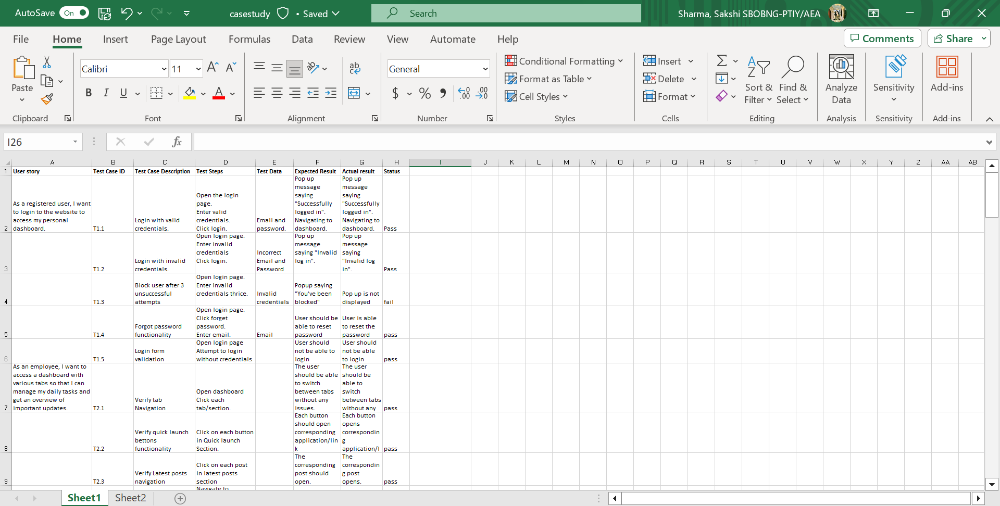 AutoSave On casestudy • Saved Search Sharma, Sakshi SBOBNG-PTIY/AEA
File Home Insert Page Layout Formulas Data Review View Automate Help Comments Share
Paste
Clipboard
Calibri 11
B I U A
Font
ab
Alignment
General
$ % , .00 .00
Number
Conditional Formatting
Format as Table
Cell Styles
Styles
Insert
Delete
Format
Cells
Sort & Filter
Find & Select
Editing
Analyze Data
Analysis
Sensitivity
Sensitivity
Add-ins
Add-ins
I26 fx
A B C D E F G H I J K L M N O P Q R S T U V W X Y Z AA AB
1 User story Test Case ID Test Case Description Test Steps Test Data Expected Result Actual result Status
2
As a registered user, I want
to login to the website to
access my personal
dashboard.
T1.1
Login with valid
credentials.
Open the login
page.
Enter valid
credentials.
Click login.
Email and
password.
Pop up
message
saying
"Successfully
logged in".
Navigating to
dashboard.
Pop up
message
saying
"Successfully
logged in".
Navigating to
dashboard.
Pass
3
T1.2
Login with invalid
credentials.
Open login page.
Enter invalid
credentials
Click login.
Incorrect
Email and
Password
Pop up
message
saying "Invalid
log in".
Pop up
message
saying
"Invalid log
in".
Pass
4
T1.3
Block user after 3
unsuccessful
attempts
Open login page.
Enter invalid
credentials thrice.
Invalid
credentials
Popup saying
"You've been
blocked"
Pop up is not
displayed
fail
5
T1.4
Forgot password
functionality
Open login page.
Click forget
password.
Enter email.
Email
User should be
able to reset
password
User is able
to reset the
password
pass
6
T1.5
Login form
validation
Open login page
Attempt to login
without credentials
User should
not be able to
login
User should
not be able
to login
pass
7
As an employee, I want to
access a dashboard with
various tabs so that I can
manage my daily tasks and
get an overview of
important updates.
T2.1
Verify tab
Navigation
Open dashboard
Click each
tab/section.
The user
should be able
to switch
between tabs
without any
issues.
The user
should be
able to
switch
between tabs
without any
pass
8
T2.2
Verify quick launch
bettons
functionality
Click on each button
in Quick launch
Section.
Each button
should open
corresponding
application/lin
k
Each button
opens
correspondin
g
application/l
pass
9
T2.3
Verify Latest posts
navigation
Click on each post
in latest posts
section
The
corresponding
post should
open.
The
correspondin
g post
opens.
pass
Navigate to
Sheet1 Sheet2